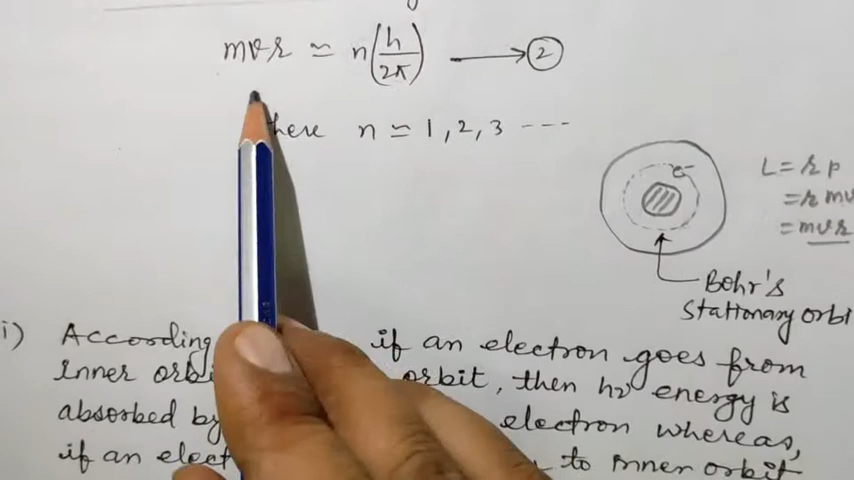 mvr = n(h/2π) → 2
here n = 1, 2, 3 ----
e-
L = r p
= r mv
= mvr
Bohr's
Stationary orbi
i) According if an electron goes from
Inner orbi orbit, then hν energy is
absorbed by electron whereas,
if an elect to Inner orbit